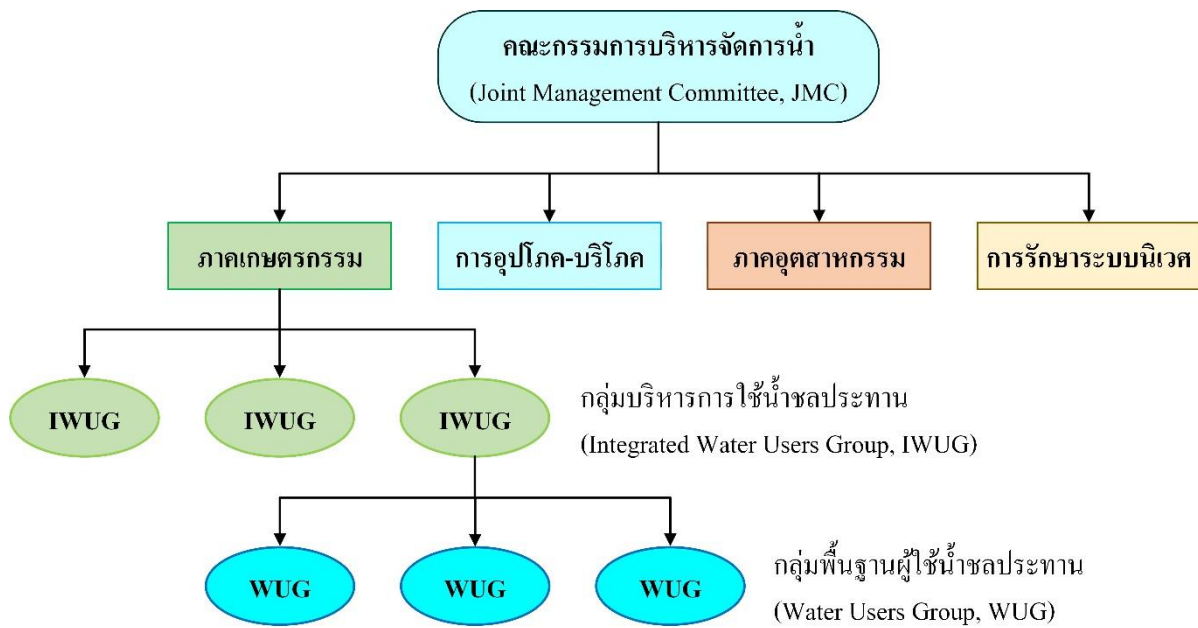 คณะกรรมการบริหารจัดการน้ำ
(Joint Management Committee, JMC)
ภาคเกษตรกรรม
การอุปโภค-บริโภค
ภาคอุตสาหกรรม
การรักษาระบบนิเวศ
IWUG
IWUG
IWUG
กลุ่มบริหารการใช้น้ำชลประทาน
(Integrated Water Users Group, IWUG)
WUG
WUG
WUG
กลุ่มพื้นฐานผู้ใช้น้ำชลประทาน
(Water Users Group, WUG)